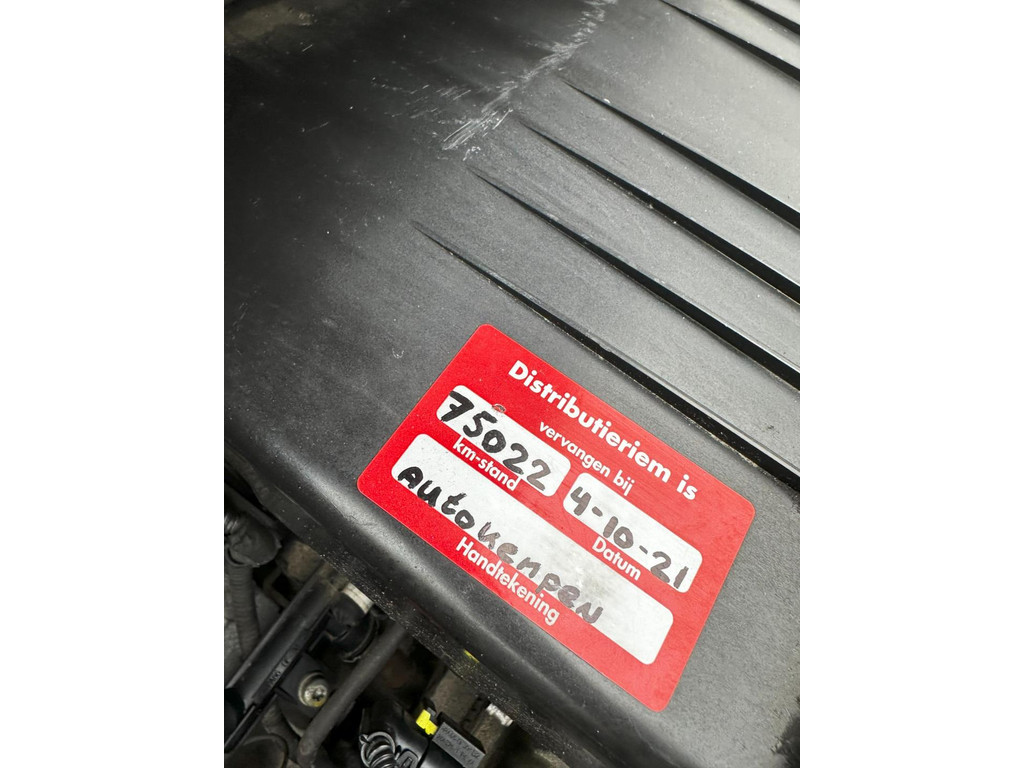 Distributieriem is
vervangen bij
75022 4-10-21
km-stand Datum
Autokempen
Handtekening